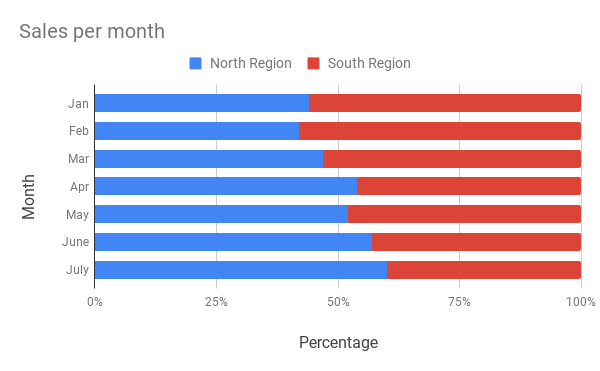 Sales per month
North Region South Region
Jan
Feb
Mar
Apr
May
June
July
Month
0% 25% 50% 75% 100%
Percentage